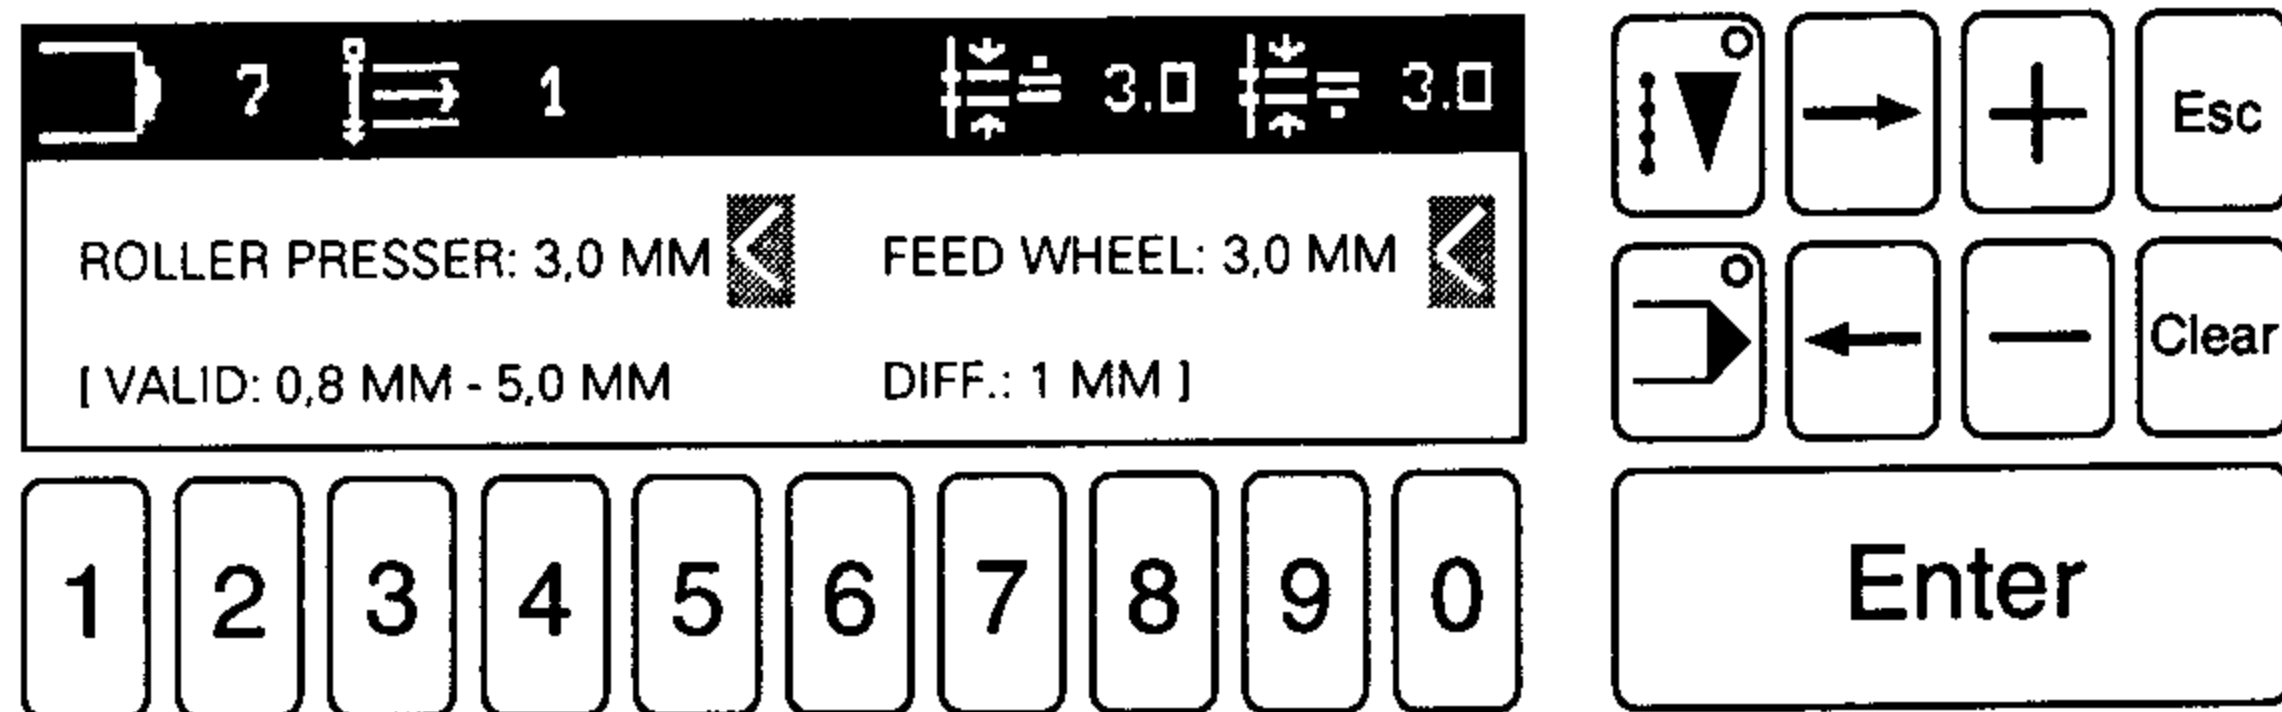 7 1 3.0 3.0
ROLLER PRESSER: 3,0 MM < FEED WHEEL: 3,0 MM <
[ VALID: 0,8 MM - 5,0 MM DIFF.: 1 MM ]
Esc
Clear
1 2 3 4 5 6 7 8 9 0
Enter